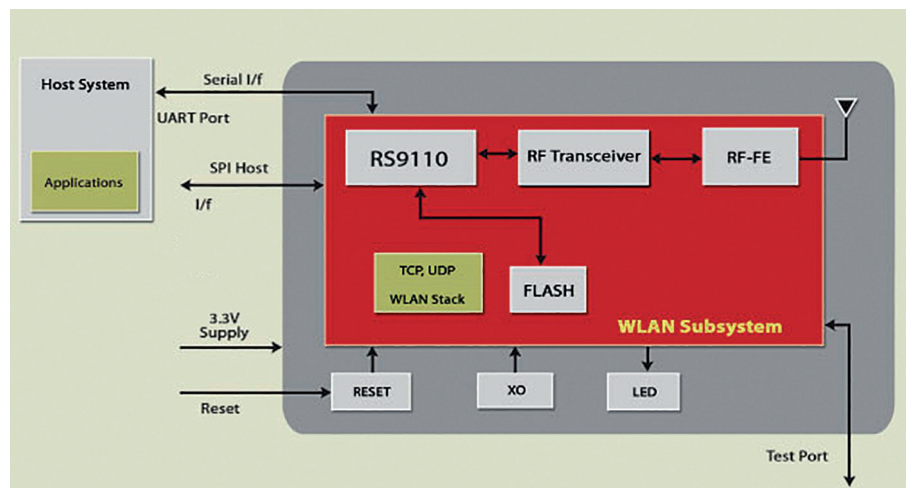 Host System
Applications
Serial I/f
UART Port
SPI Host
I/f
3.3V
Supply
Reset
RS9110
RF Transceiver
RF-FE
TCP, UDP
WLAN Stack
FLASH
WLAN Subsystem
RESET
XO
LED
Test Port